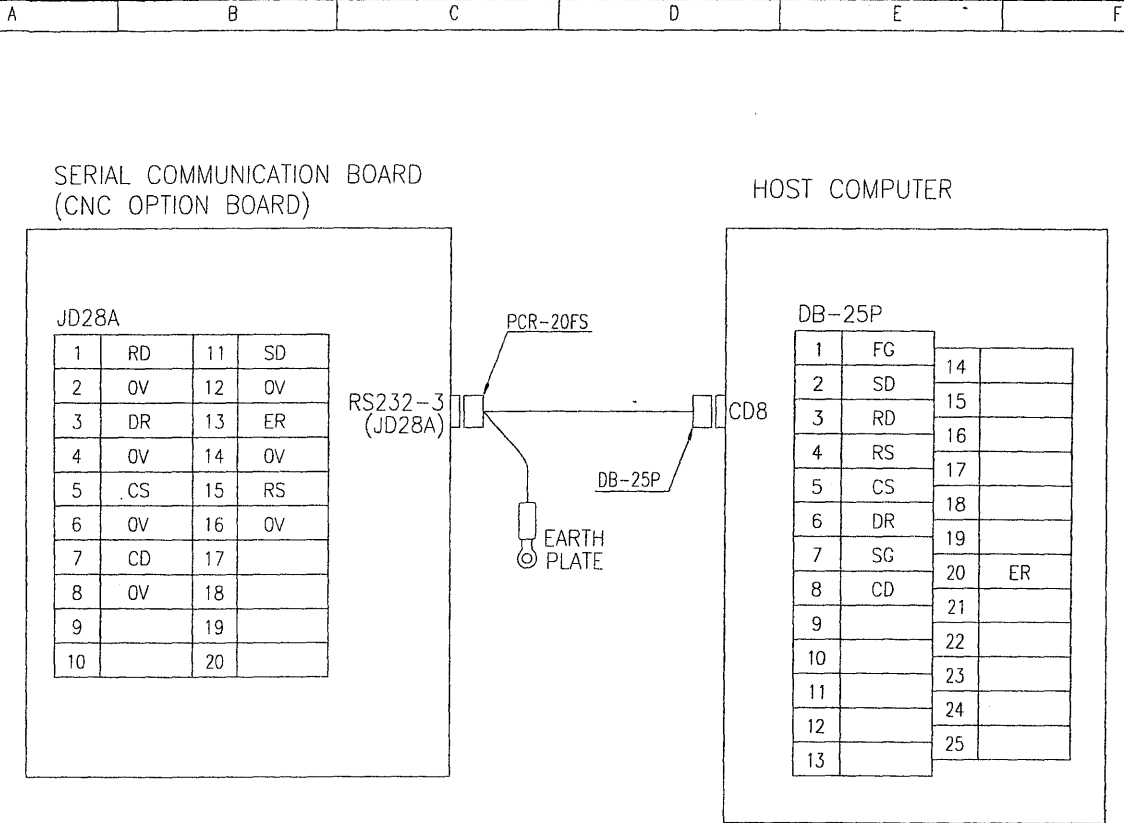 A B C D E F
SERIAL COMMUNICATION BOARD
(CNC OPTION BOARD)
HOST COMPUTER
JD28A
1 RD 11 SD
2 0V 12 0V
3 DR 13 ER
4 0V 14 0V
5 CS 15 RS
6 0V 16 0V
7 CD 17
8 0V 18
9 19
10 20
RS232-3
(JD28A)
PCR-20FS
EARTH
PLATE
DB-25P
CD8
DB-25P
1 FG
2 SD
3 RD
4 RS
5 CS
6 DR
7 SG
8 CD
9
10
11
12
13
14
15
16
17
18
19
20 ER
21
22
23
24
25